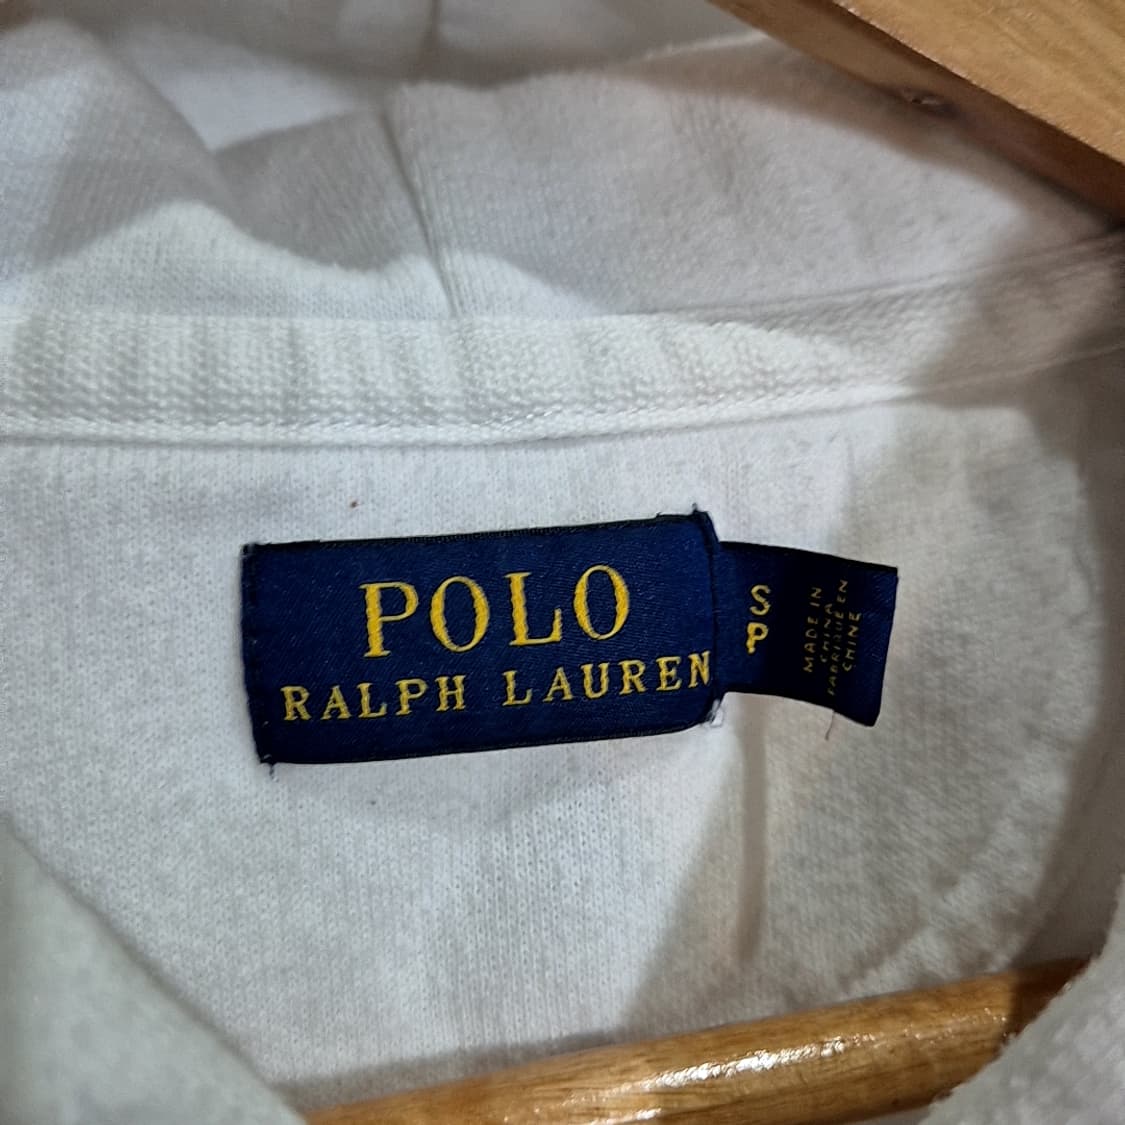 POLO
RALPH LAUREN
S
P
MADE IN
CHINA
FABRIQUÉ EN
CHINE